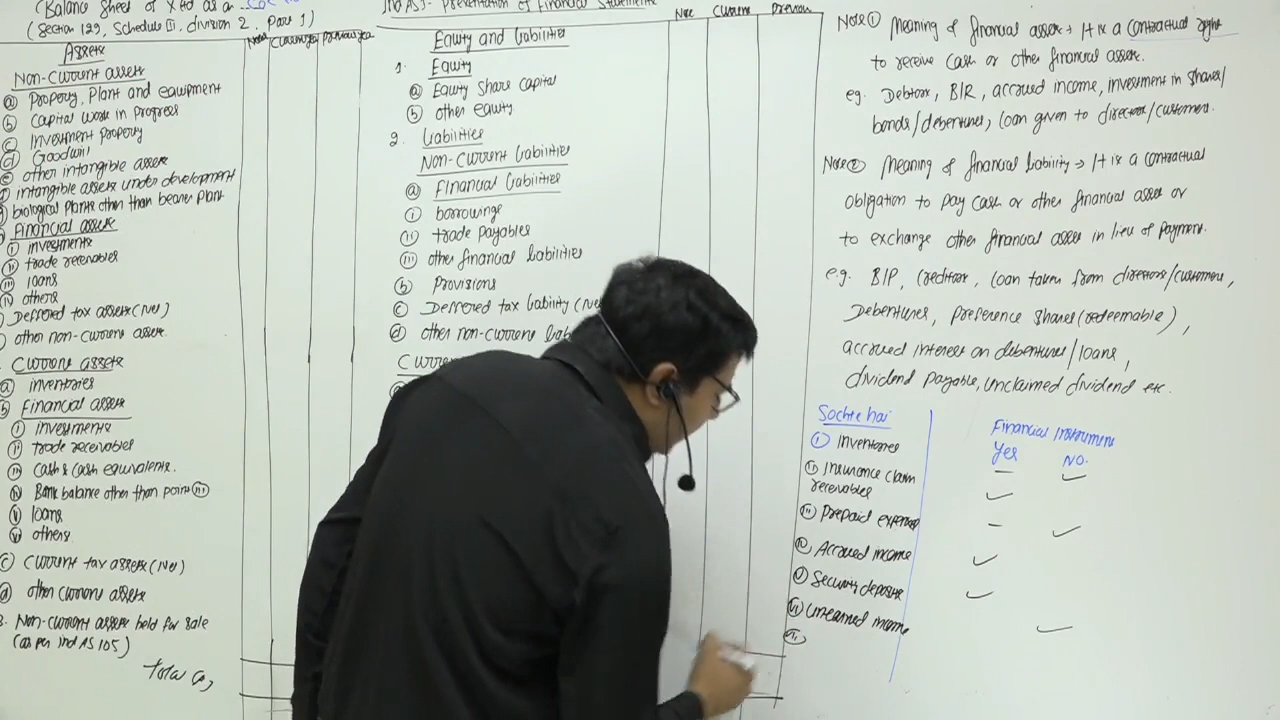 (Balance Sheet of X Ltd as on
(Section 129, Schedule III, division 2, Part 1)
Assets
Note Current yea Previous yea
Non-Current assets
(a) Property, Plant and equipment
(b) Capital work in Progress
(c) Investment property
(d) Goodwill
(e) other intangible assets
intangible assets under development
biological plants other than bearer plant
Financial assets
(i) investments
(ii) trade receivables
(iii) loans
(iv) others
Deffered tax assets (Net)
other non-current assets.
Current assets
(a) inventories
(b) Financial assets
(i) investments
(ii) trade receivables
(iii) Cash & Cash equivalents.
(iv) Bank balance other than point (iii)
(v) loans
(vi) others.
(c) Current tax assets (Net)
(d) other current assets
3. Non-current assets held for sale
(as per Ind AS 105)
Total
Ind AS 1- Presentation of Financial Statements
Note Current Previous
Equity and liabilities
1. Equity
(a) Equity share capital
(b) other equity
2. Liabilities
Non-Current liabilities
(a) Financial liabilities
(i) borrowings
(ii) trade payables
(iii) other financial liabilities
(b) Provisions
(c) Deffered tax liability (Ne
(d) other non-current liab
Curre
Note (1) Meaning of financial asset → It is a contractual right
to receive cash or other financial asset.
eg. Debtors, B/R, accrued income, investment in shares/
bonds/debentures, loan given to directors/customers.
Note (2) Meaning of financial liability → It is a contractual
obligation to pay cash or other financial asset or
to exchange other financial asset in lieu of payment.
e.g. B/P, Creditors, loan taken from directors/customers,
Debentures, preference shares (redeemable),
accrued interest on debentures/loans,
dividend payable, unclaimed dividend etc.
Sochte hai
Financial Instrument
Yes No.
(i) Inventories
(ii) Insurance claim
receivables
(iii) Prepaid expenses
(iv) Accrued income
(v) Security deposits
(vi) Unearned income
(vii)